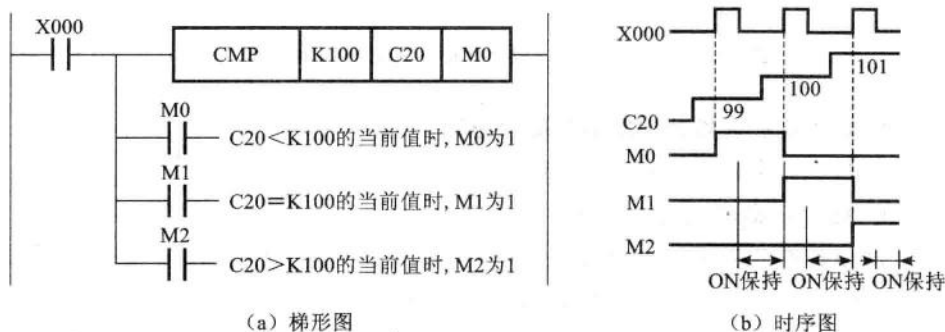 X000
CMP K100 C20 M0
M0
C20<K100的当前值时,M0为1
M1
C20=K100的当前值时,M1为1
M2
C20>K100的当前值时,M2为1
(a) 梯形图
X000
C20
99
100
101
M0
M1
M2
ON保持 ON保持 ON保持
(b) 时序图